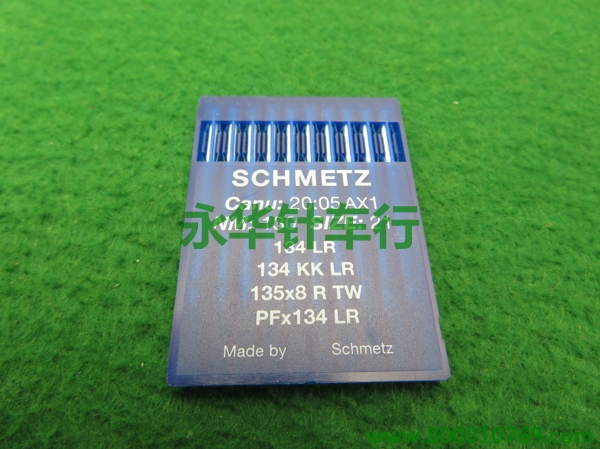 SCHMETZ
Canu: 20:05 AX1
永华针车行
134 LR
134 KK LR
135x8 R TW
PFx134 LR
Made by Schmetz